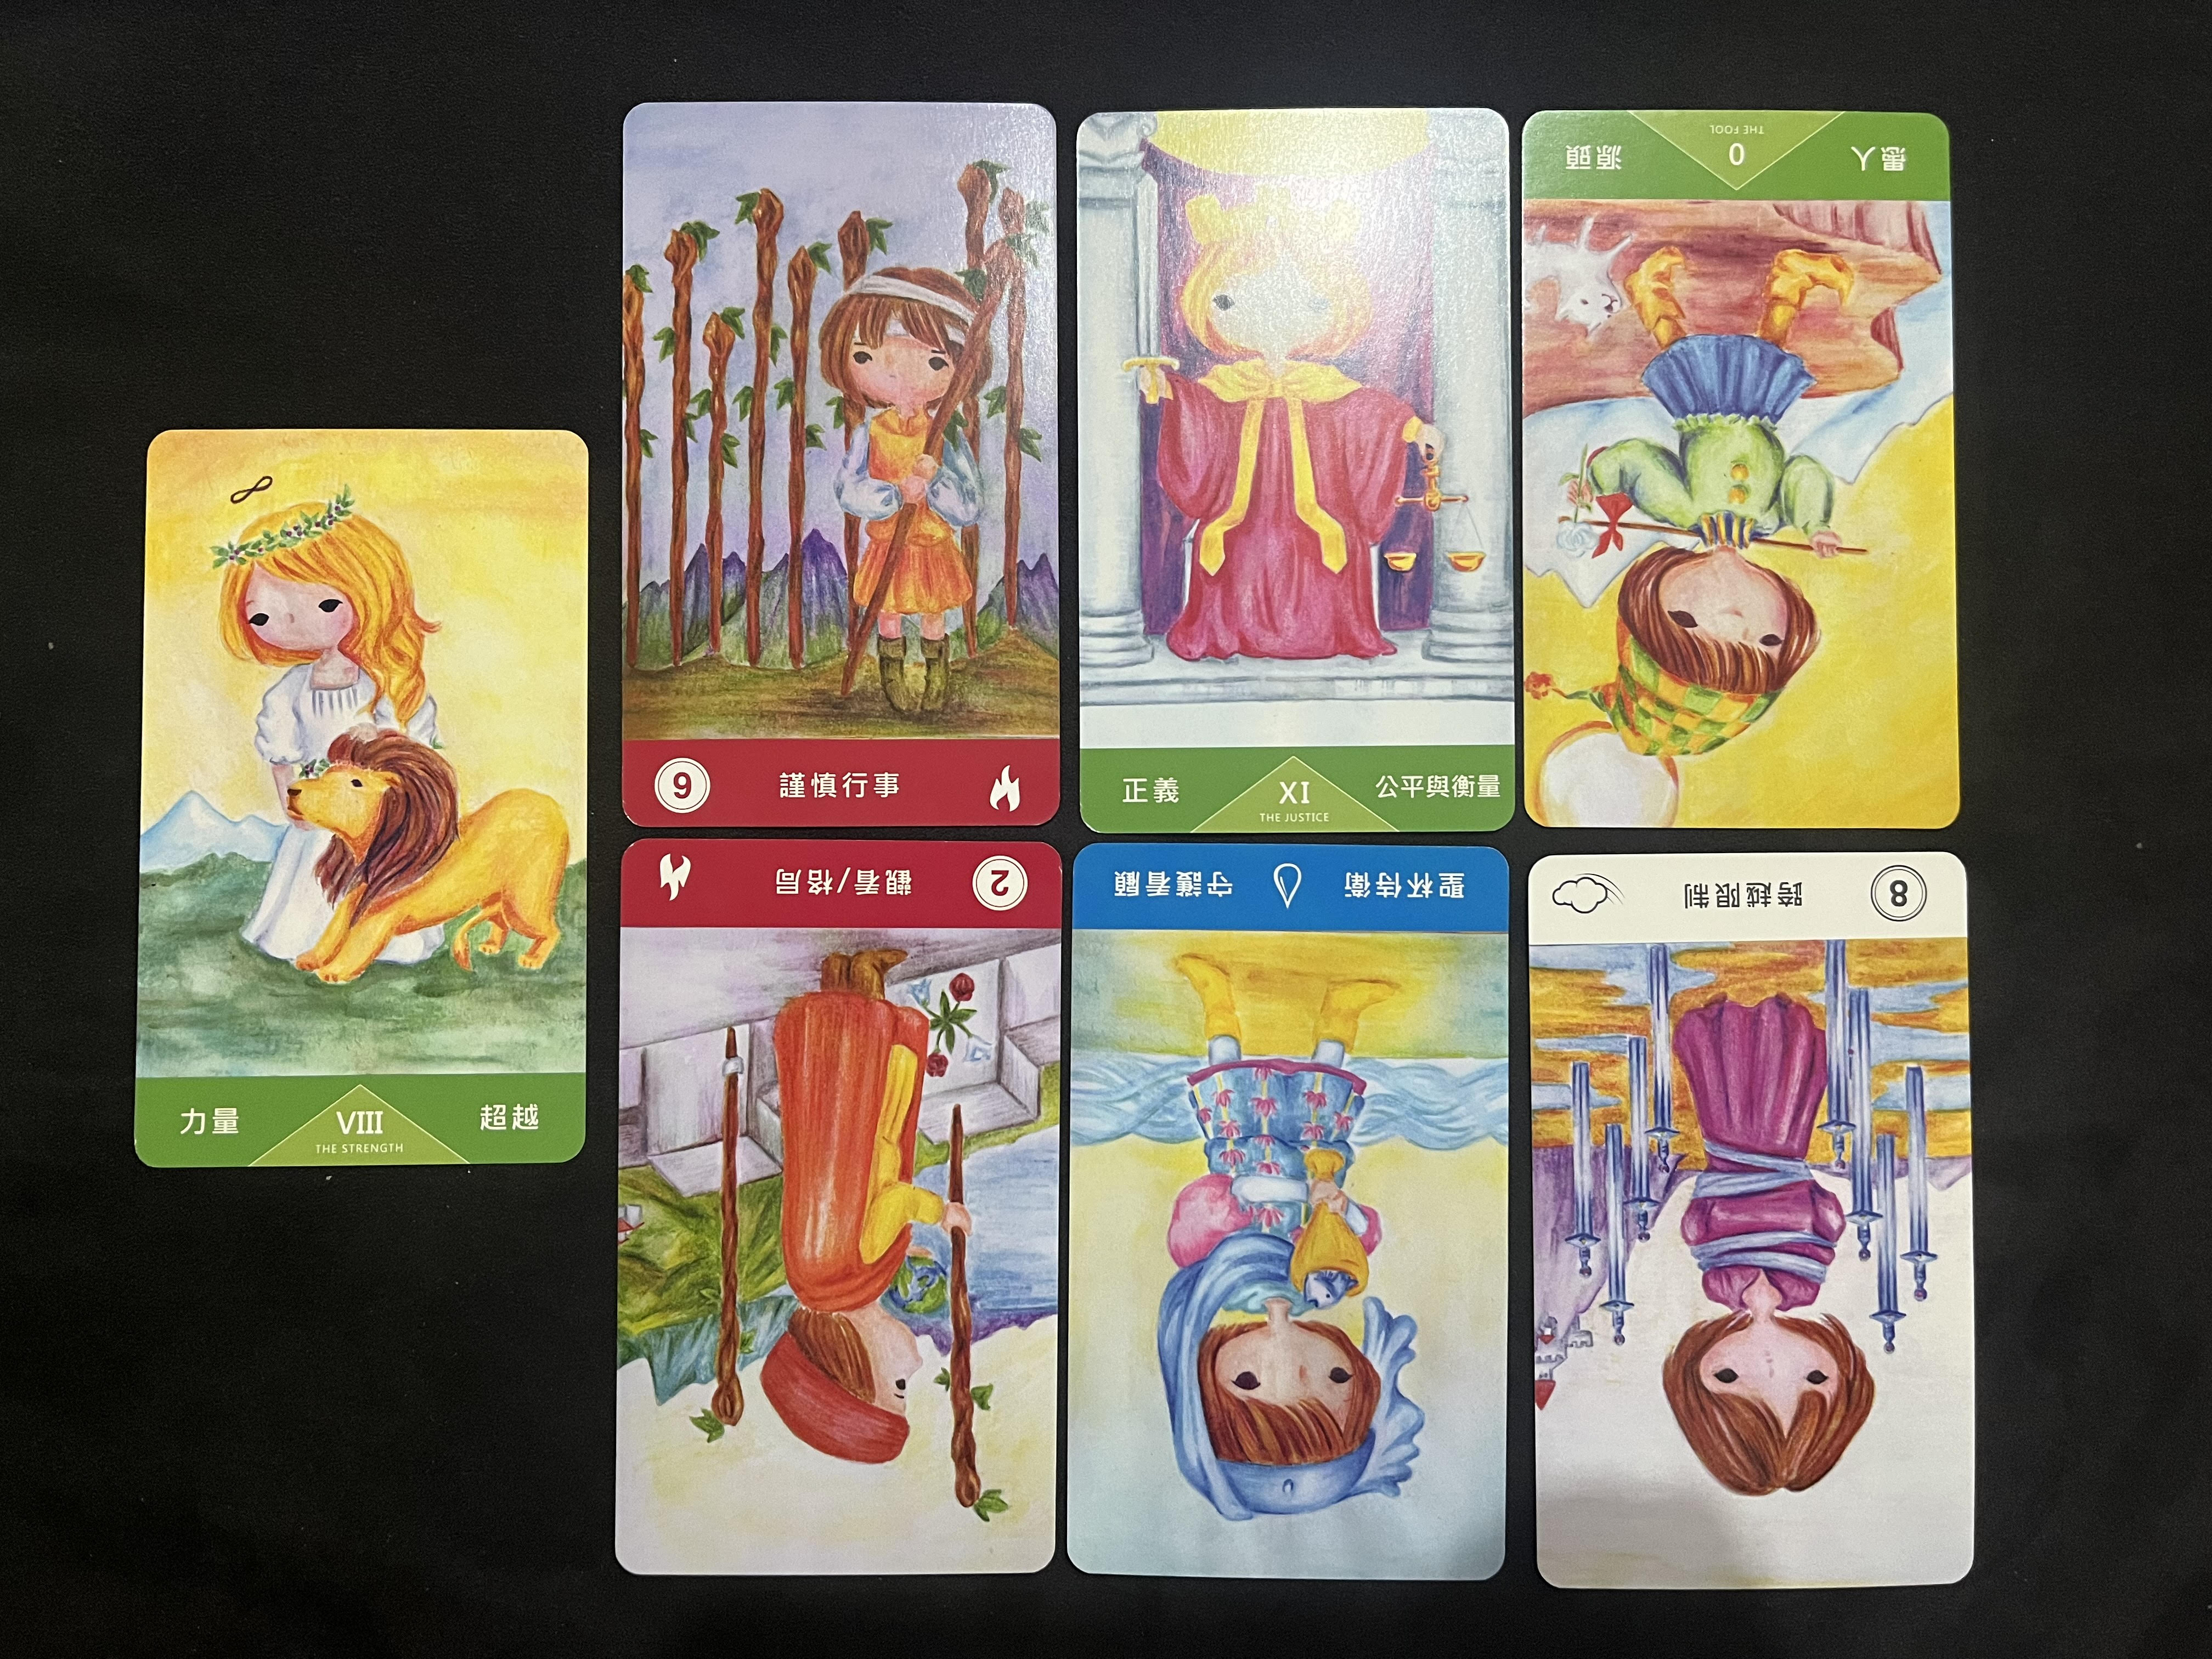 力量 VIII 超越
THE STRENGTH
9 謹慎行事
正義 XI 公平與衡量
THE JUSTICE
愚人 0 源頭
THE FOOL
2 觀看/格局
聖杯侍衛 守護看顧
8 跨越限制